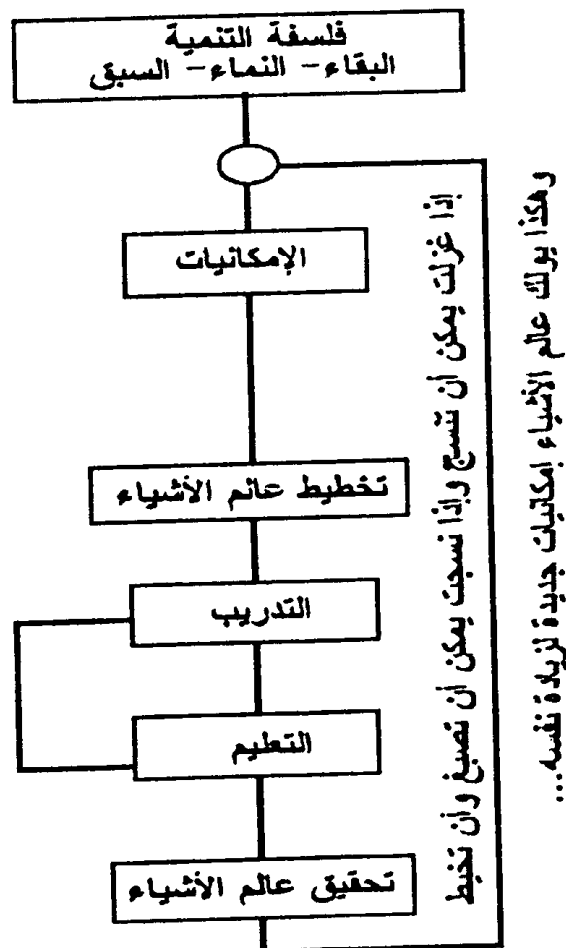 فلسفة التنمية
البقاء - النماء - السبق
الإمكانيات
تخطيط عالم الأشياء
التدريب
التعليم
تحقيق عالم الأشياء
إذا غزلت يمكن أن تنسج وإذا نسجت يمكن أن تصبغ وأن تخيط
وهكذا يولد عالم الأشياء إمكانيات جديدة لزيادة نفسه...